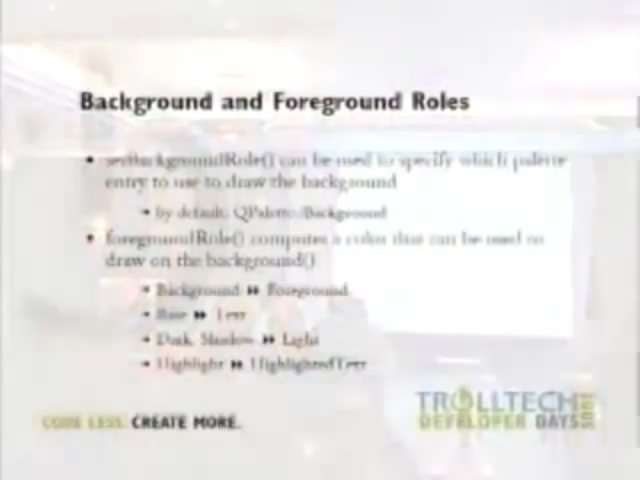 Background and Foreground Roles
• setBackgroundRole() can be used to specify which palette
entry to use to draw the background
• by default, QPalette::Background
• foregroundRole() computes a color that can be used to
draw on the background()
• Background ➡ Foreground
• Base ➡ Text
• Dark, Shadow ➡ Light
• Highlight ➡ HighlightedText
CODE LESS. CREATE MORE.
TROLLTECH
DEVELOPER DAYS